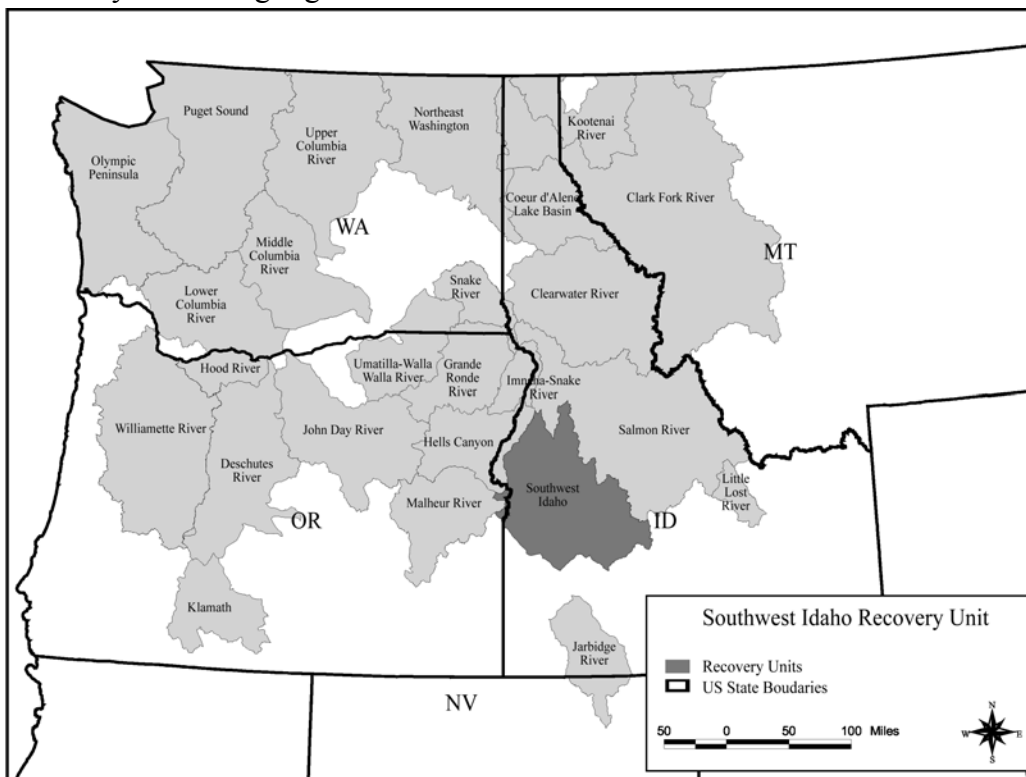 Puget Sound
Northeast
Washington
Upper
Columbia
River
Kootenai
River
Olympic
Peninsula
Coeur d'Alene
Lake Basin
Clark Fork River
WA
MT
Middle
Columbia
River
Snake
River
Clearwater River
Lower
Columbia
River
Hood River
Umatilla-Walla
Walla River
Grande
Ronde
River
Imnaha-Snake
River
Williamette River
John Day River
Hells Canyon
Salmon River
Deschutes
River
Malheur River
Southwest
Idaho
Little
Lost
River
OR
ID
Klamath
Jarbidge
River
NV
Southwest Idaho Recovery Unit
Recovery Units
US State Boudaries
50 0 50 100 Miles
N
W E
S